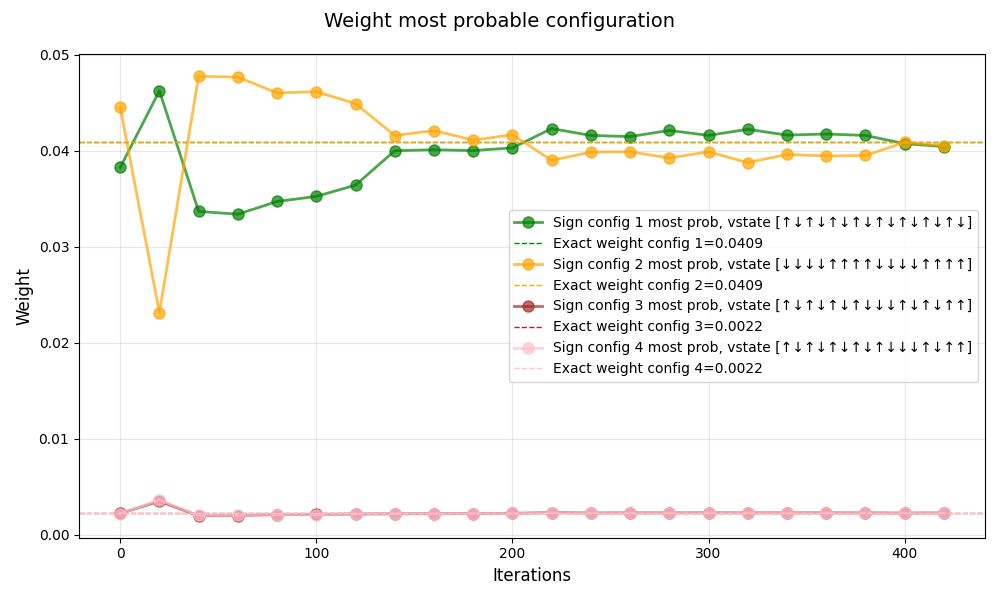 Weight most probable configuration
0.05
0.04
0.03
0.02
0.01
0.00
Weight
Sign config 1 most prob, vstate [↑↓↑↓↑↓↑↓↑↓↑↓↑↓↑↓]
Exact weight config 1=0.0409
Sign config 2 most prob, vstate [↓↓↓↓↑↑↑↑↓↓↓↓↑↑↑↑]
Exact weight config 2=0.0409
Sign config 3 most prob, vstate [↑↓↑↓↑↓↑↓↓↓↑↓↑↓↑↑]
Exact weight config 3=0.0022
Sign config 4 most prob, vstate [↑↓↑↓↑↓↑↓↑↓↓↓↑↓↑↑]
Exact weight config 4=0.0022
0 100 200 300 400
Iterations